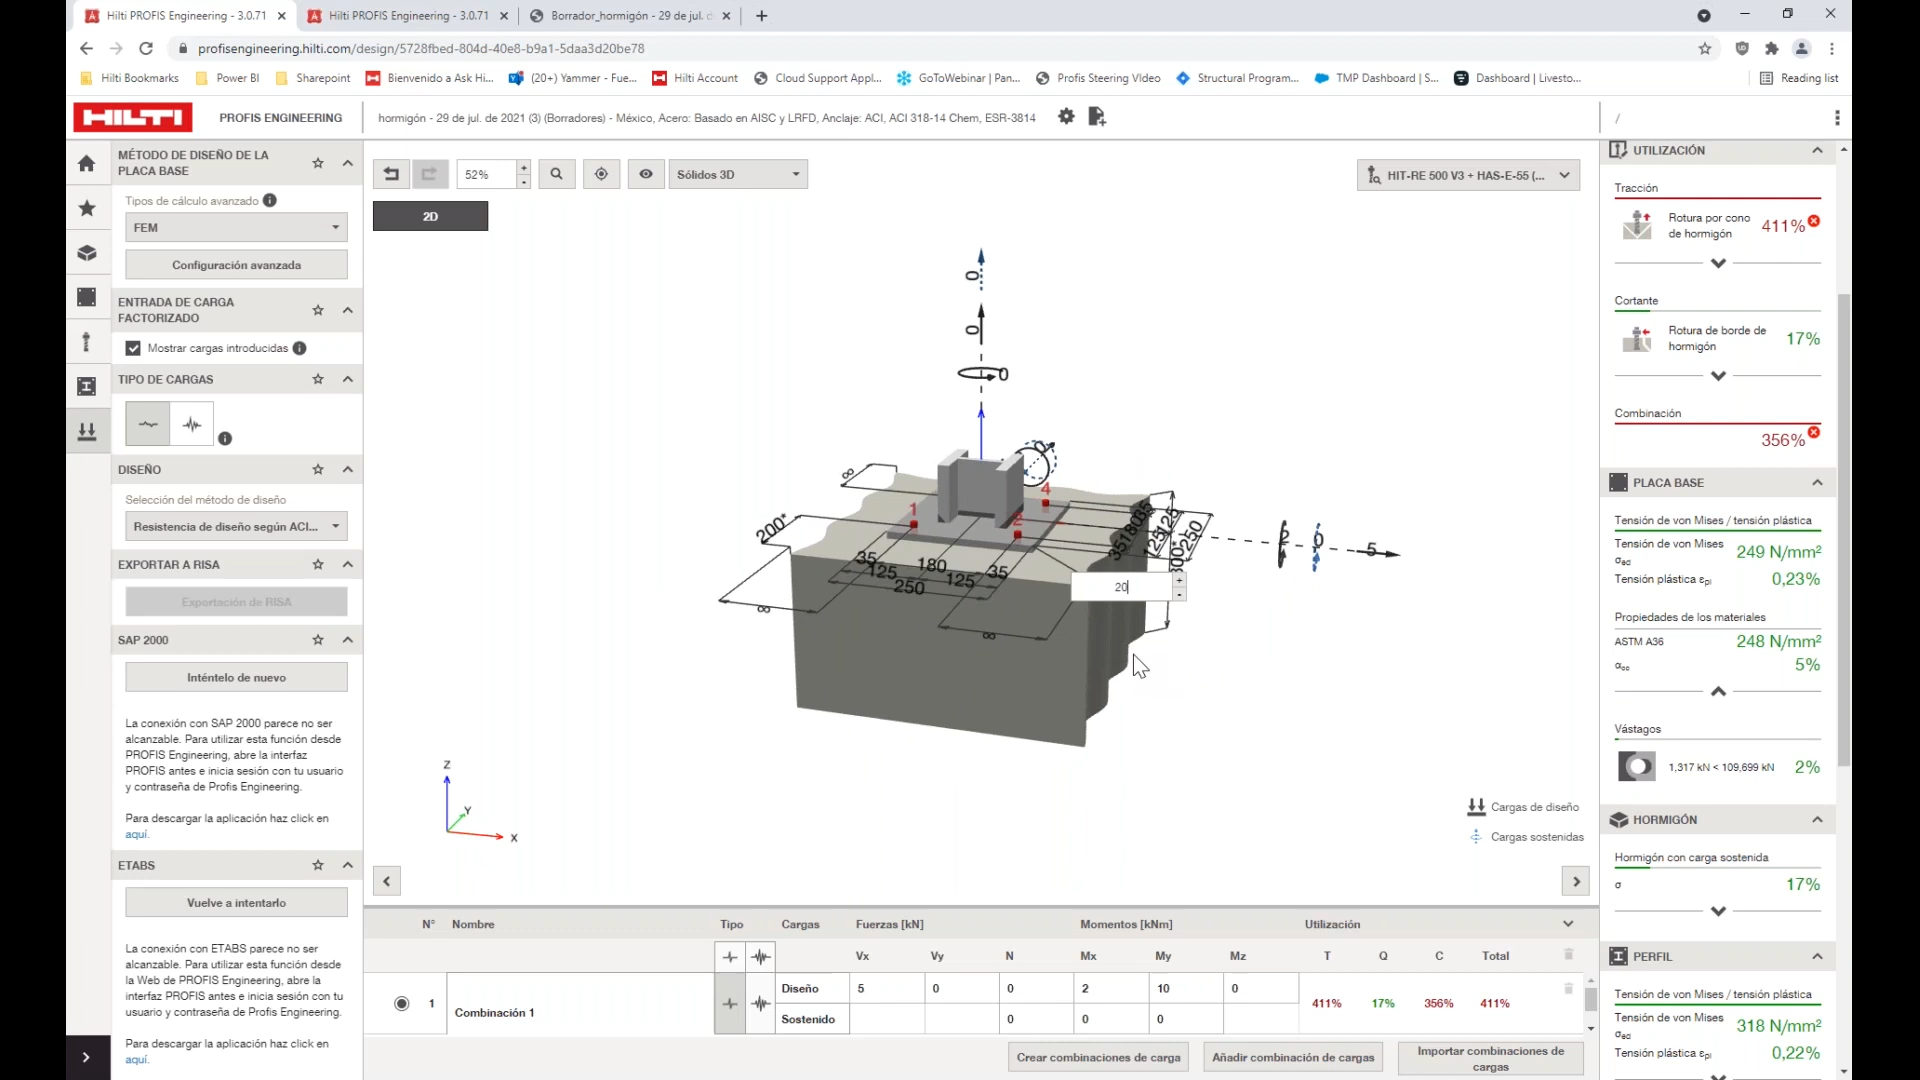 Hilti PROFIS Engineering - 3.0.71
Hilti PROFIS Engineering - 3.0.71
Borrador_hormigón - 29 de jul. d
profisengineering.hilti.com/design/5728fbed-804d-40e8-b9a1-5daa3d20be78
Hilti Bookmarks
Power BI
Sharepoint
Bienvenido a Ask Hi...
(20+) Yammer - Fue...
Hilti Account
Cloud Support Appl...
GoToWebinar | Pan...
Profis Steering VIdeo
Structural Program...
TMP Dashboard | S...
Dashboard | Livesto...
Reading list
HILTI
PROFIS ENGINEERING
hormigón - 29 de jul. de 2021 (3) (Borradores) - México, Acero: Basado en AISC y LRFD, Anclaje: ACI, ACI 318-14 Chem, ESR-3814
/
MÉTODO DE DISEÑO DE LA
PLACA BASE
Tipos de cálculo avanzado
FEM
Configuración avanzada
ENTRADA DE CARGA
FACTORIZADO
Mostrar cargas introducidas
TIPO DE CARGAS
DISEÑO
Selección del método de diseño
Resistencia de diseño según ACI...
EXPORTAR A RISA
Exportación de RISA
SAP 2000
Inténtelo de nuevo
La conexión con SAP 2000 parece no ser
alcanzable. Para utilizar esta función desde
PROFIS Engineering, abre la interfaz
PROFIS antes e inicia sesión con tu usuario
y contraseña de Profis Engineering.
Para descargar la aplicación haz click en
aquí.
ETABS
Vuelve a intentarlo
La conexión con ETABS parece no ser
alcanzable. Para utilizar esta función desde
la Web de PROFIS Engineering, abre la
interfaz PROFIS antes e inicia sesión con tu
usuario y contraseña de Profis Engineering.
Para descargar la aplicación haz click en
aquí.
52%
Sólidos 3D
HIT-RE 500 V3 + HAS-E-55 (...
2D
0
0
0
0
∞
1
2
4
200*
35
125
180
250
125
35
35
180
35
125
125
250
∞
∞
20
2
0
5
Z
Y
X
Cargas de diseño
Cargas sostenidas
N° Nombre Tipo Cargas Fuerzas [kN] Momentos [kNm] Utilización
Vx Vy N Mx My Mz T Q C Total
1 Combinación 1
Diseño 5 0 0 2 10 0 411% 17% 356% 411%
Sostenido 0 0 0
Crear combinaciones de carga
Añadir combinación de cargas
Importar combinaciones de
cargas
UTILIZACIÓN
Tracción
Rotura por cono
de hormigón
411%
Cortante
Rotura de borde de
hormigón
17%
Combinación
356%
PLACA BASE
Tensión de von Mises / tensión plástica
Tensión de von Mises
σEd
249 N/mm²
Tensión plástica εpl 0,23%
Propiedades de los materiales
ASTM A36 248 N/mm²
5%
Vástagos
1,317 kN < 109,699 kN 2%
HORMIGÓN
Hormigón con carga sostenida
σ 17%
PERFIL
Tensión de von Mises / tensión plástica
Tensión de von Mises
σEd
318 N/mm²
Tensión plástica εpl 0,22%